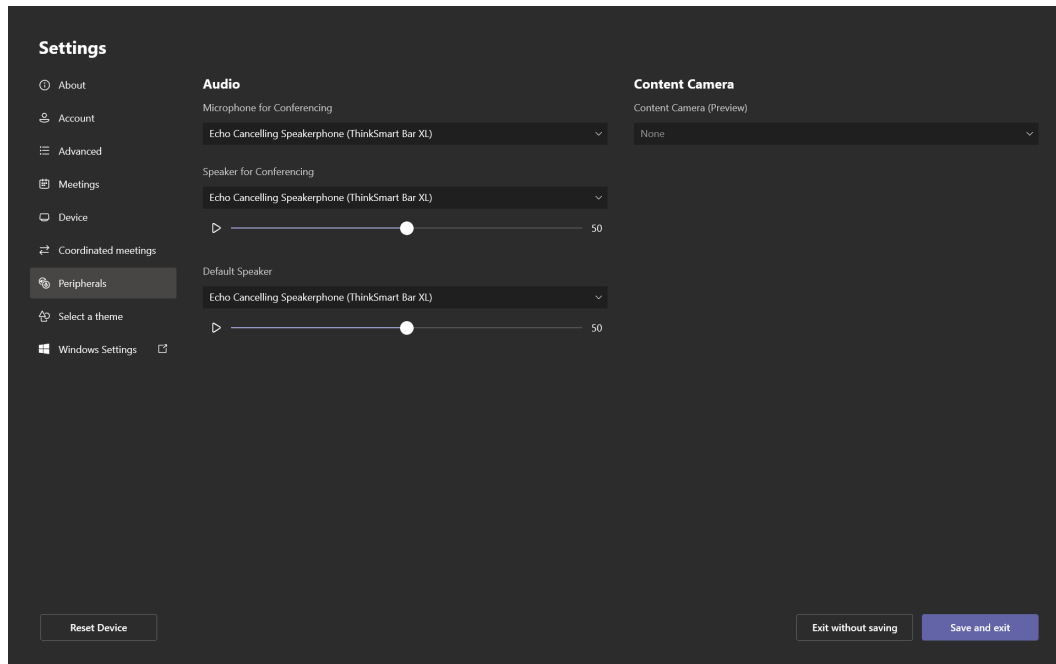 Settings
About
Account
Advanced
Meetings
Device
Coordinated meetings
Peripherals
Select a theme
Windows Settings
Audio
Microphone for Conferencing
Echo Cancelling Speakerphone (ThinkSmart Bar XL)
Speaker for Conferencing
Echo Cancelling Speakerphone (ThinkSmart Bar XL)
50
Default Speaker
Echo Cancelling Speakerphone (ThinkSmart Bar XL)
50
Content Camera
Content Camera (Preview)
None
Reset Device
Exit without saving
Save and exit